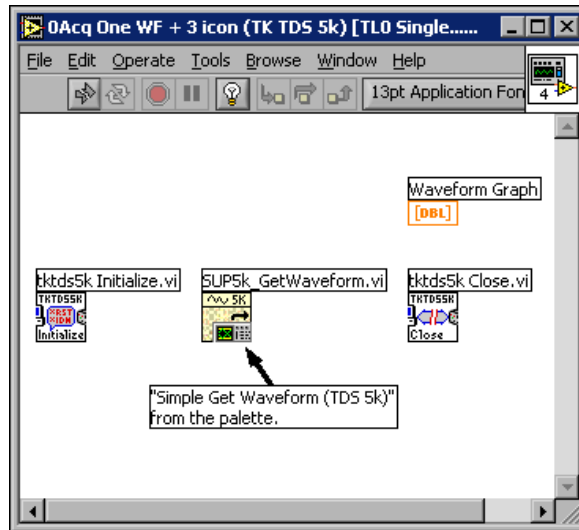 0Acq One WF + 3 icon (TK TDS 5k) [TL0 Single......
File Edit Operate Tools Browse Window Help
13pt Application Fon
4
Waveform Graph
[DBL]
tktds5k Initialize.vi SUP5k_GetWaveform.vi tktds5k Close.vi
TKTDS5K 5K TKTDS5K
*RST
*IDN
Initialize Close
"Simple Get Waveform (TDS 5k)"
from the palette.